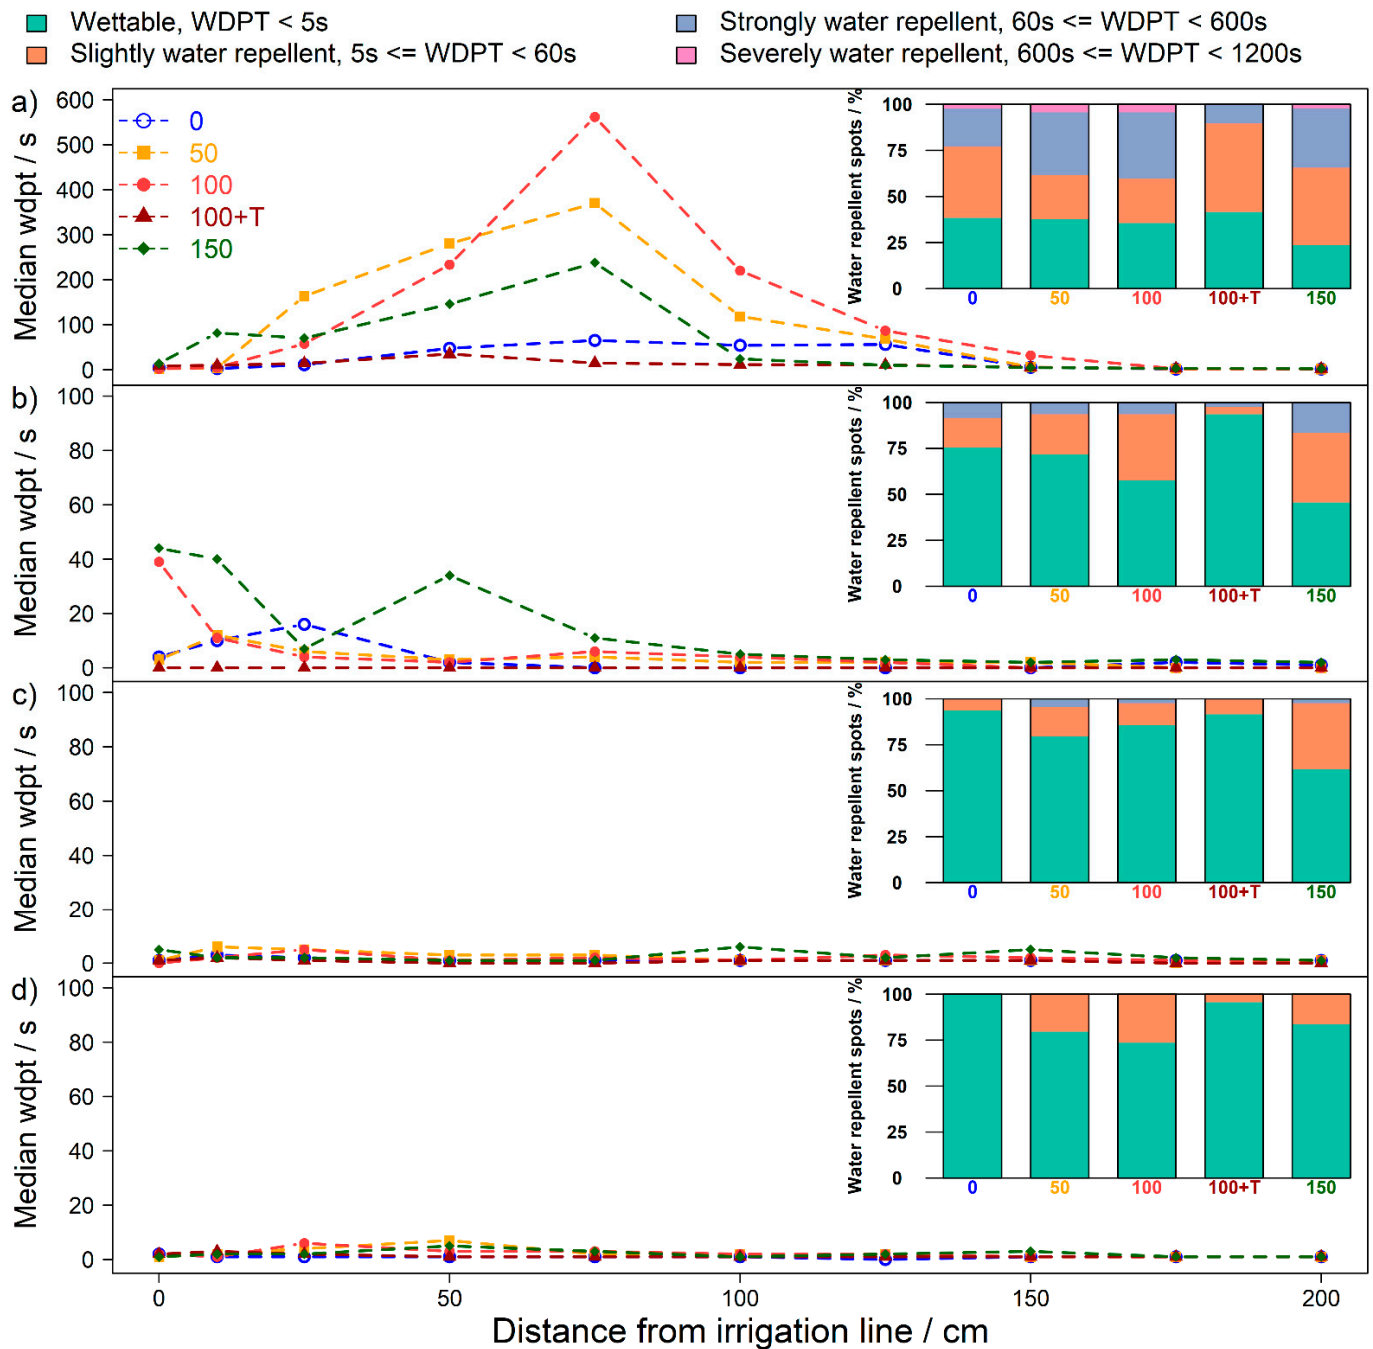 Wettable, WDPT < 5s
Strongly water repellent, 60s <= WDPT < 600s
Slightly water repellent, 5s <= WDPT < 60s
Severely water repellent, 600s <= WDPT < 1200s
a)
Median wdpt / s
600
500
400
300
200
100
0
0
50
100
100+T
150
Water repellent spots / %
100
75
50
25
0
0 50 100 100+T 150
b)
Median wdpt / s
100
80
60
40
20
0
Water repellent spots / %
100
75
50
25
0
0 50 100 100+T 150
c)
Median wdpt / s
100
80
60
40
20
0
Water repellent spots / %
100
75
50
25
0
0 50 100 100+T 150
d)
Median wdpt / s
100
80
60
40
20
0
Water repellent spots / %
100
75
50
25
0
0 50 100 100+T 150
0 50 100 150 200
Distance from irrigation line / cm